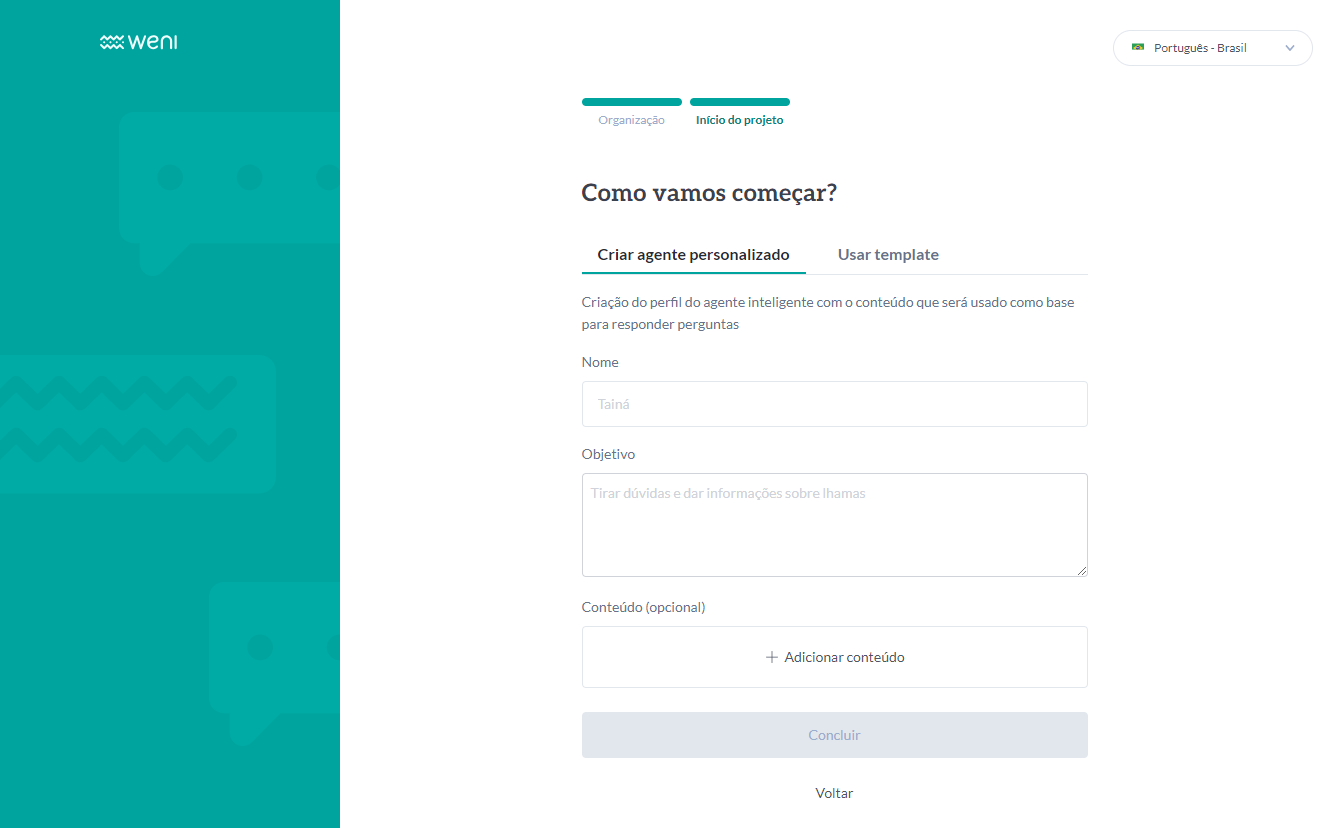 weni
Português - Brasil
Organização
Início do projeto
Como vamos começar?
Criar agente personalizado
Usar template
Criação do perfil do agente inteligente com o conteúdo que será usado como base
para responder perguntas
Nome
Tainá
Objetivo
Tirar dúvidas e dar informações sobre lhamas
Conteúdo (opcional)
Adicionar conteúdo
Concluir
Voltar